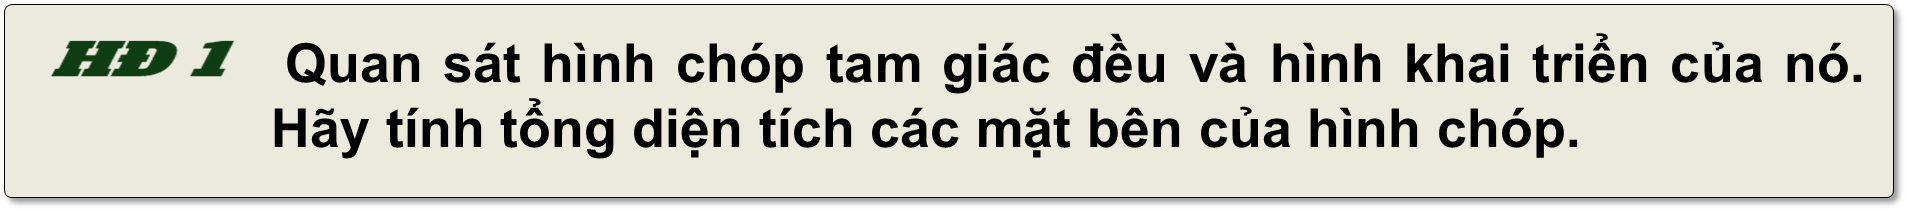 HĐ 1 Quan sát hình chóp tam giác đều và hình khai triển của nó.
Hãy tính tổng diện tích các mặt bên của hình chóp.